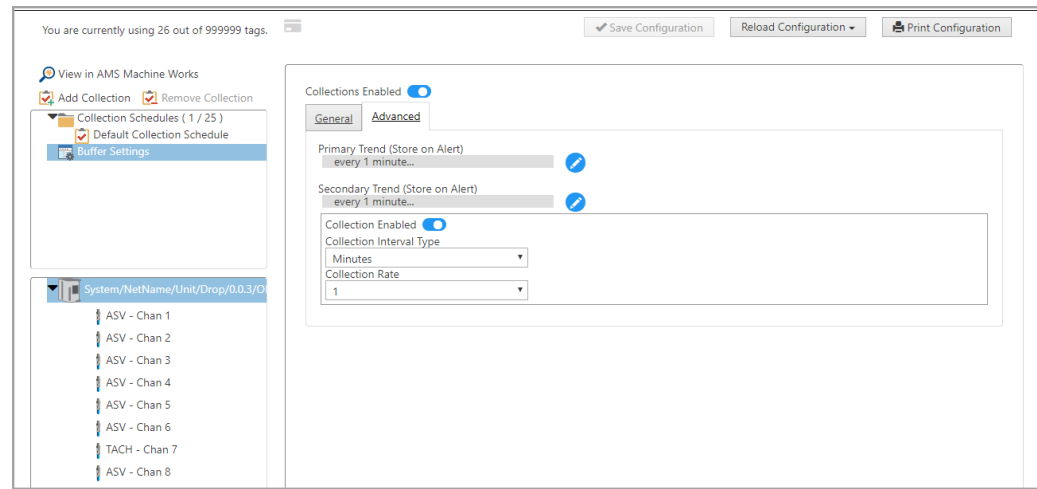 You are currently using 26 out of 999999 tags.
Save Configuration
Reload Configuration
Print Configuration
View in AMS Machine Works
Add Collection
Remove Collection
Collection Schedules ( 1 / 25 )
Default Collection Schedule
Buffer Settings
System/NetName/Unit/Drop/0.0.3/O
ASV - Chan 1
ASV - Chan 2
ASV - Chan 3
ASV - Chan 4
ASV - Chan 5
ASV - Chan 6
TACH - Chan 7
ASV - Chan 8
Collections Enabled
General
Advanced
Primary Trend (Store on Alert)
every 1 minute...
Secondary Trend (Store on Alert)
every 1 minute...
Collection Enabled
Collection Interval Type
Minutes
Collection Rate
1